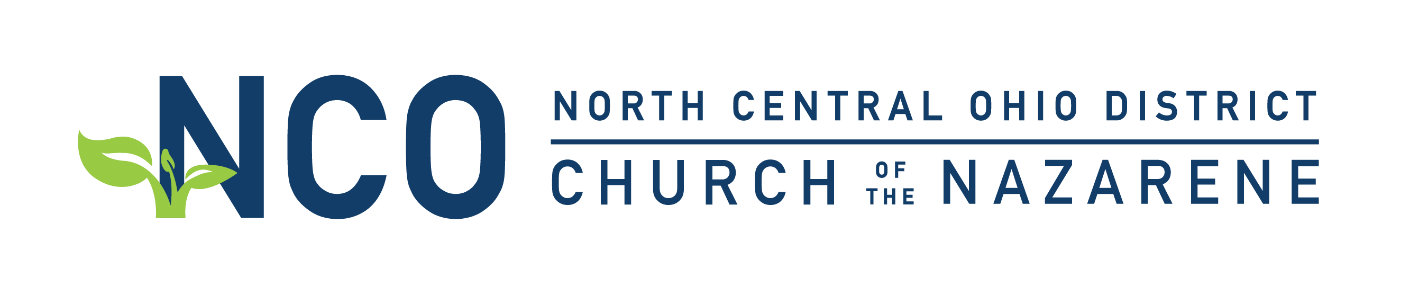 NCO
NORTH CENTRAL OHIO DISTRICT
CHURCH OF THE NAZARENE